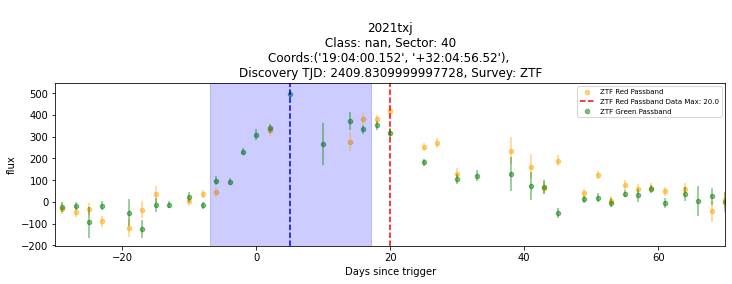 2021txj
Class: nan, Sector: 40
Coords:('19:04:00.152', '+32:04:56.52'),
Discovery TJD: 2409.8309999997728, Survey: ZTF
500
400
300
200
100
0
−100
−200
flux
ZTF Red Passband
ZTF Red Passband Data Max: 20.0
ZTF Green Passband
−20 0 20 40 60
Days since trigger